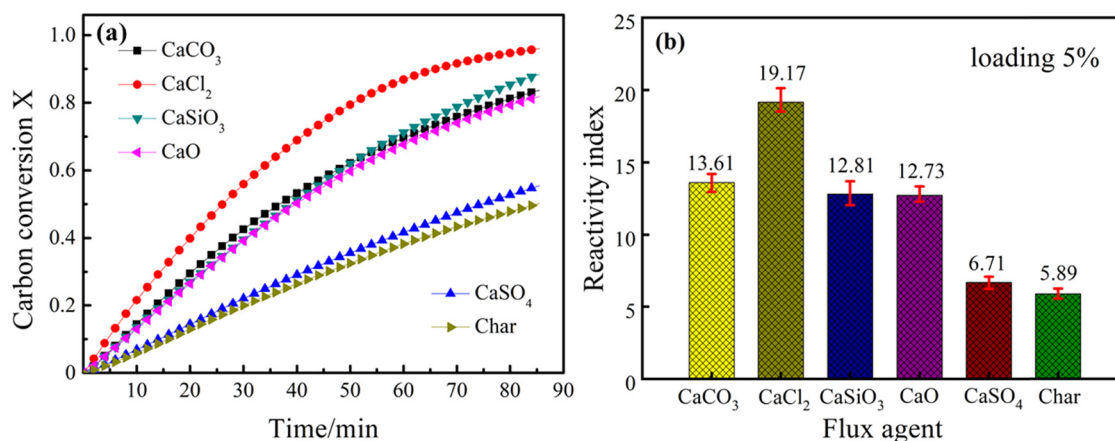 (a)
CaCO₃
CaCl₂
CaSiO₃
CaO
CaSO₄
Char
Carbon conversion X
1.0
0.8
0.6
0.4
0.2
0
10 20 30 40 50 60 70 80 90
Time/min
(b)
loading 5%
Reactivity index
25
20
15
10
5
0
13.61
19.17
12.81
12.73
6.71
5.89
CaCO₃ CaCl₂ CaSiO₃ CaO CaSO₄ Char
Flux agent